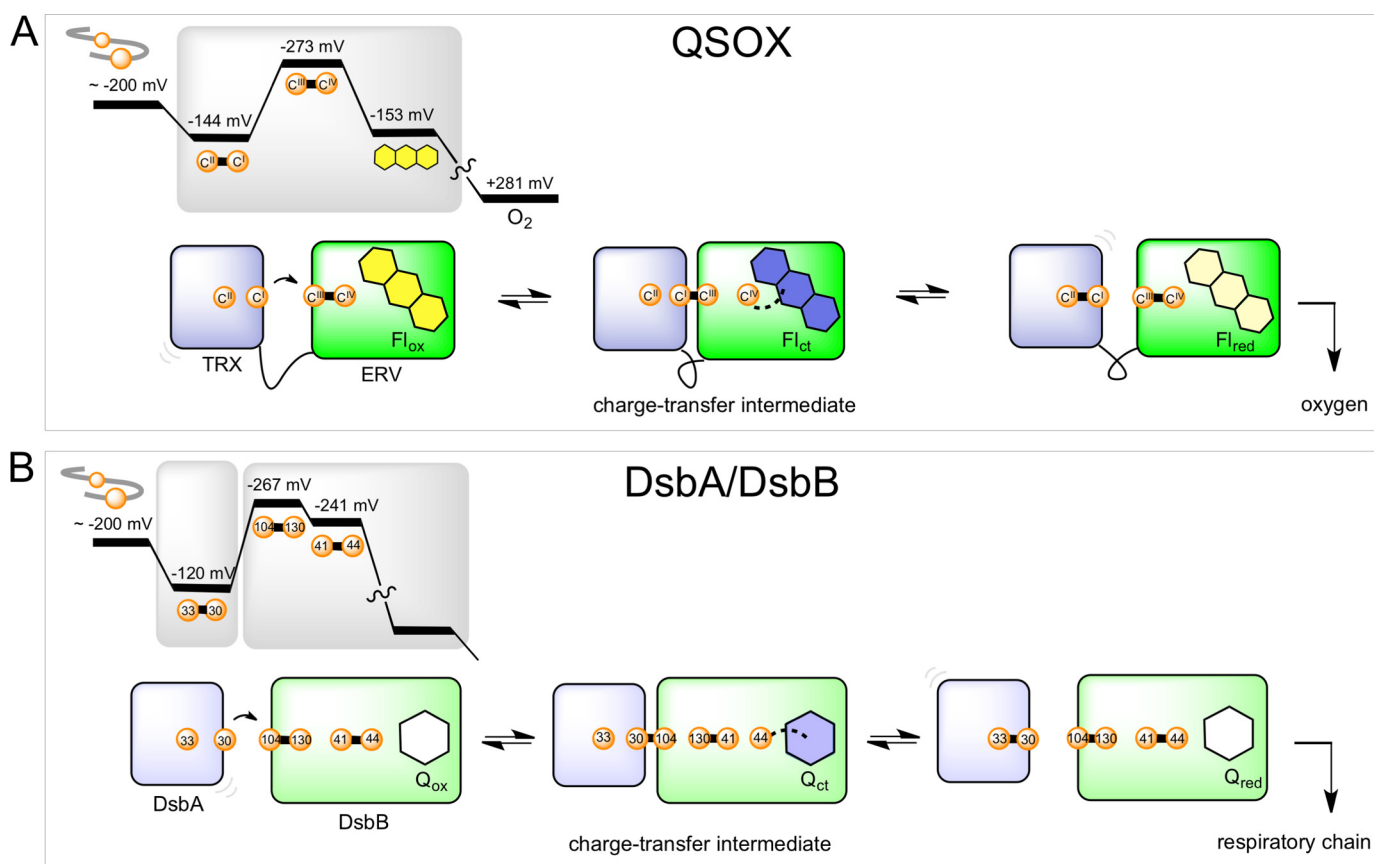 A
QSOX
~ -200 mV
-144 mV
-273 mV
-153 mV
+281 mV
O2
CII CI
CIII CIV
CII CI
CIII CIV
Flox
TRX
ERV
CII CI CIII CIV
Flct
charge-transfer intermediate
CII CI
CIII CIV
Flred
oxygen
B
DsbA/DsbB
~ -200 mV
-120 mV
-267 mV
-241 mV
33 30
104 130
41 44
33 30
104 130 41 44
Qox
DsbA
DsbB
33 30 104 130 41 44
Qct
charge-transfer intermediate
33 30
104 130 41 44
Qred
respiratory chain